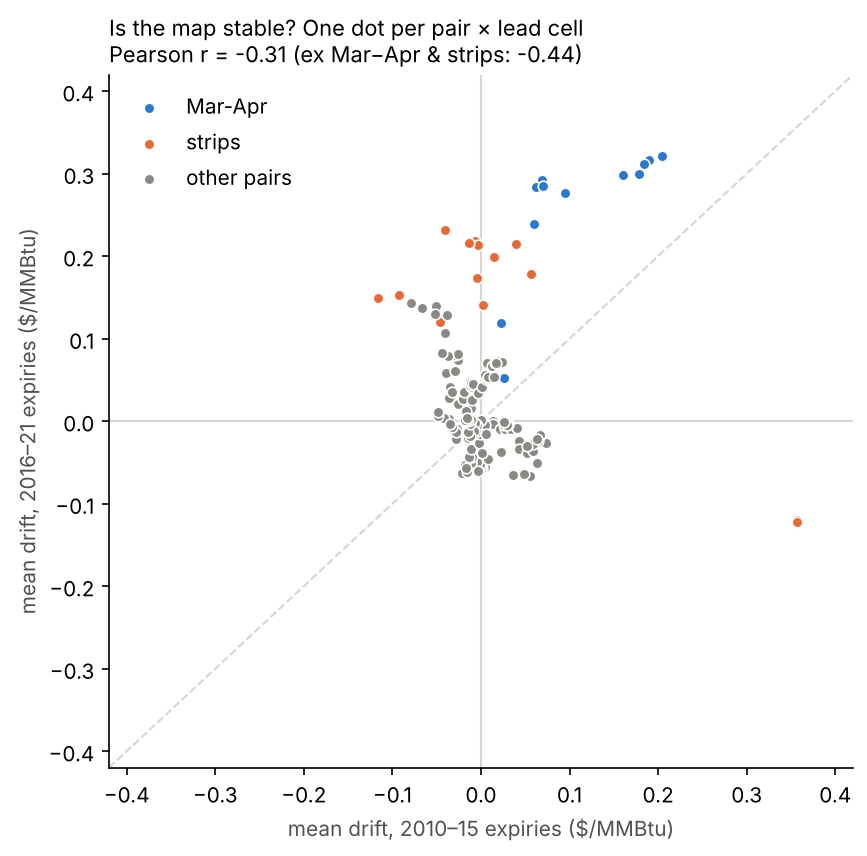 Is the map stable? One dot per pair × lead cell
Pearson r = -0.31 (ex Mar−Apr & strips: -0.44)
Mar-Apr
strips
other pairs
mean drift, 2016–21 expiries ($/MMBtu)
0.4
0.3
0.2
0.1
0.0
−0.1
−0.2
−0.3
−0.4
−0.4
−0.3
−0.2
−0.1
0.0
0.1
0.2
0.3
0.4
mean drift, 2010–15 expiries ($/MMBtu)